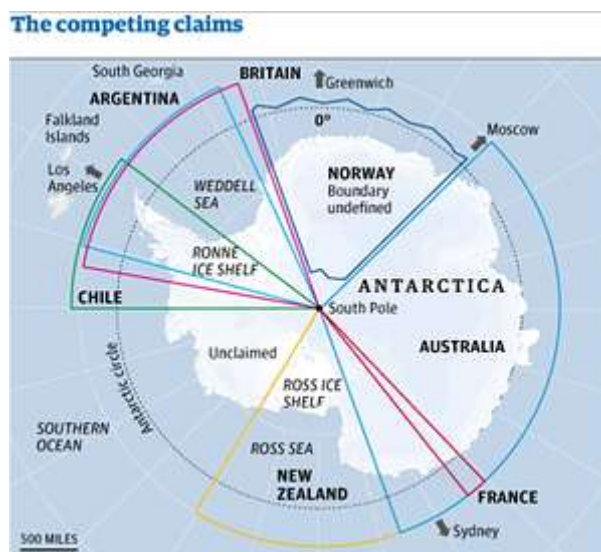 The competing claims
South Georgia
BRITAIN
Greenwich
ARGENTINA
0°
Falkland
Islands
Moscow
Los
Angeles
WEDDELL
SEA
NORWAY
Boundary
undefined
RONNE
ICE SHELF
ANTARCTICA
CHILE
South Pole
Unclaimed
AUSTRALIA
Antarctic circle
ROSS ICE
SHELF
SOUTHERN
OCEAN
ROSS SEA
NEW
ZEALAND
FRANCE
Sydney
500 MILES